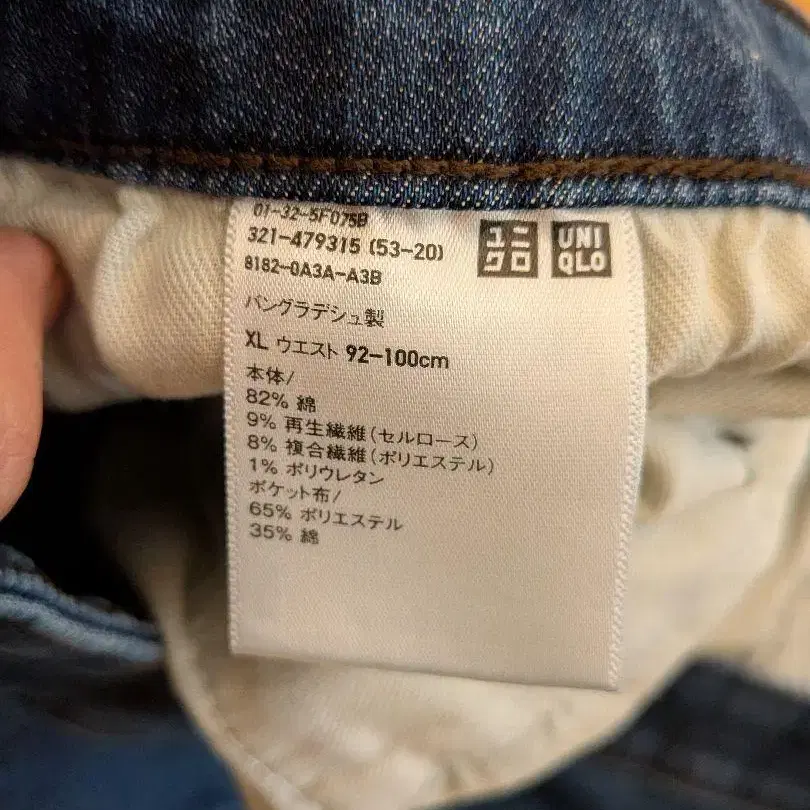 01-32-5F075B
321-479315 (53-20)
8182-0A3A-A3B
ユニ
クロ
UNI
QLO
バングラデシュ製
XL ウエスト 92-100cm
本体/
82% 綿
9% 再生繊維(セルロース)
8% 複合繊維(ポリエステル)
1% ポリウレタン
ポケット布/
65% ポリエステル
35% 綿